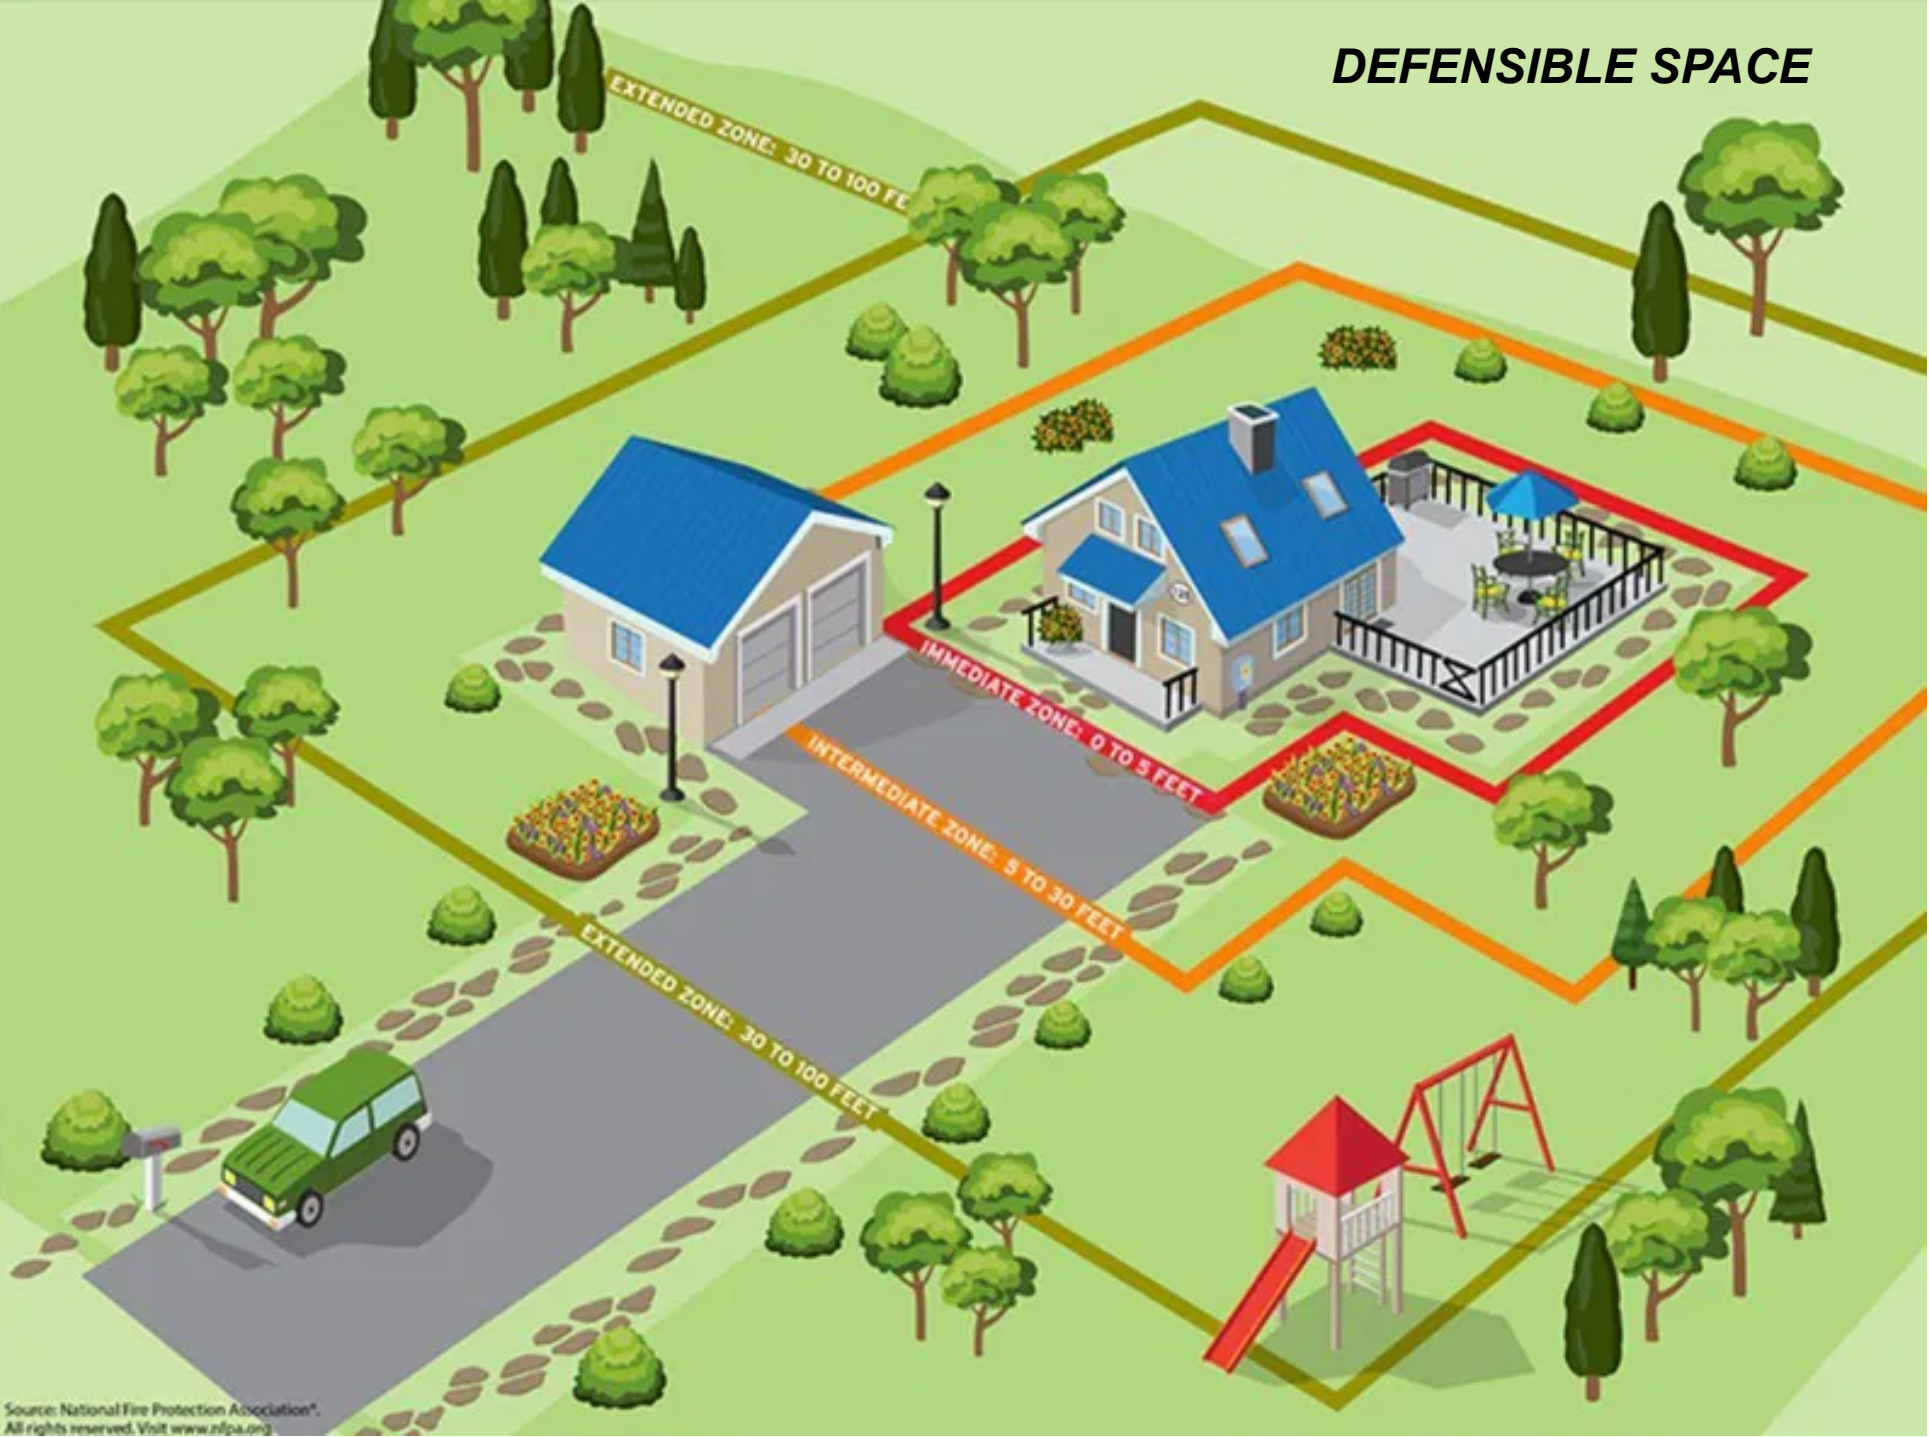 DEFENSIBLE SPACE
EXTENDED ZONE: 30 TO 100 FE
IMMEDIATE ZONE: 0 TO 5 FEET
INTERMEDIATE ZONE: 5 TO 30 FEET
EXTENDED ZONE: 30 TO 100 FEET
Source: National Fire Protection Association®.
All rights reserved. Visit www.nfpa.org